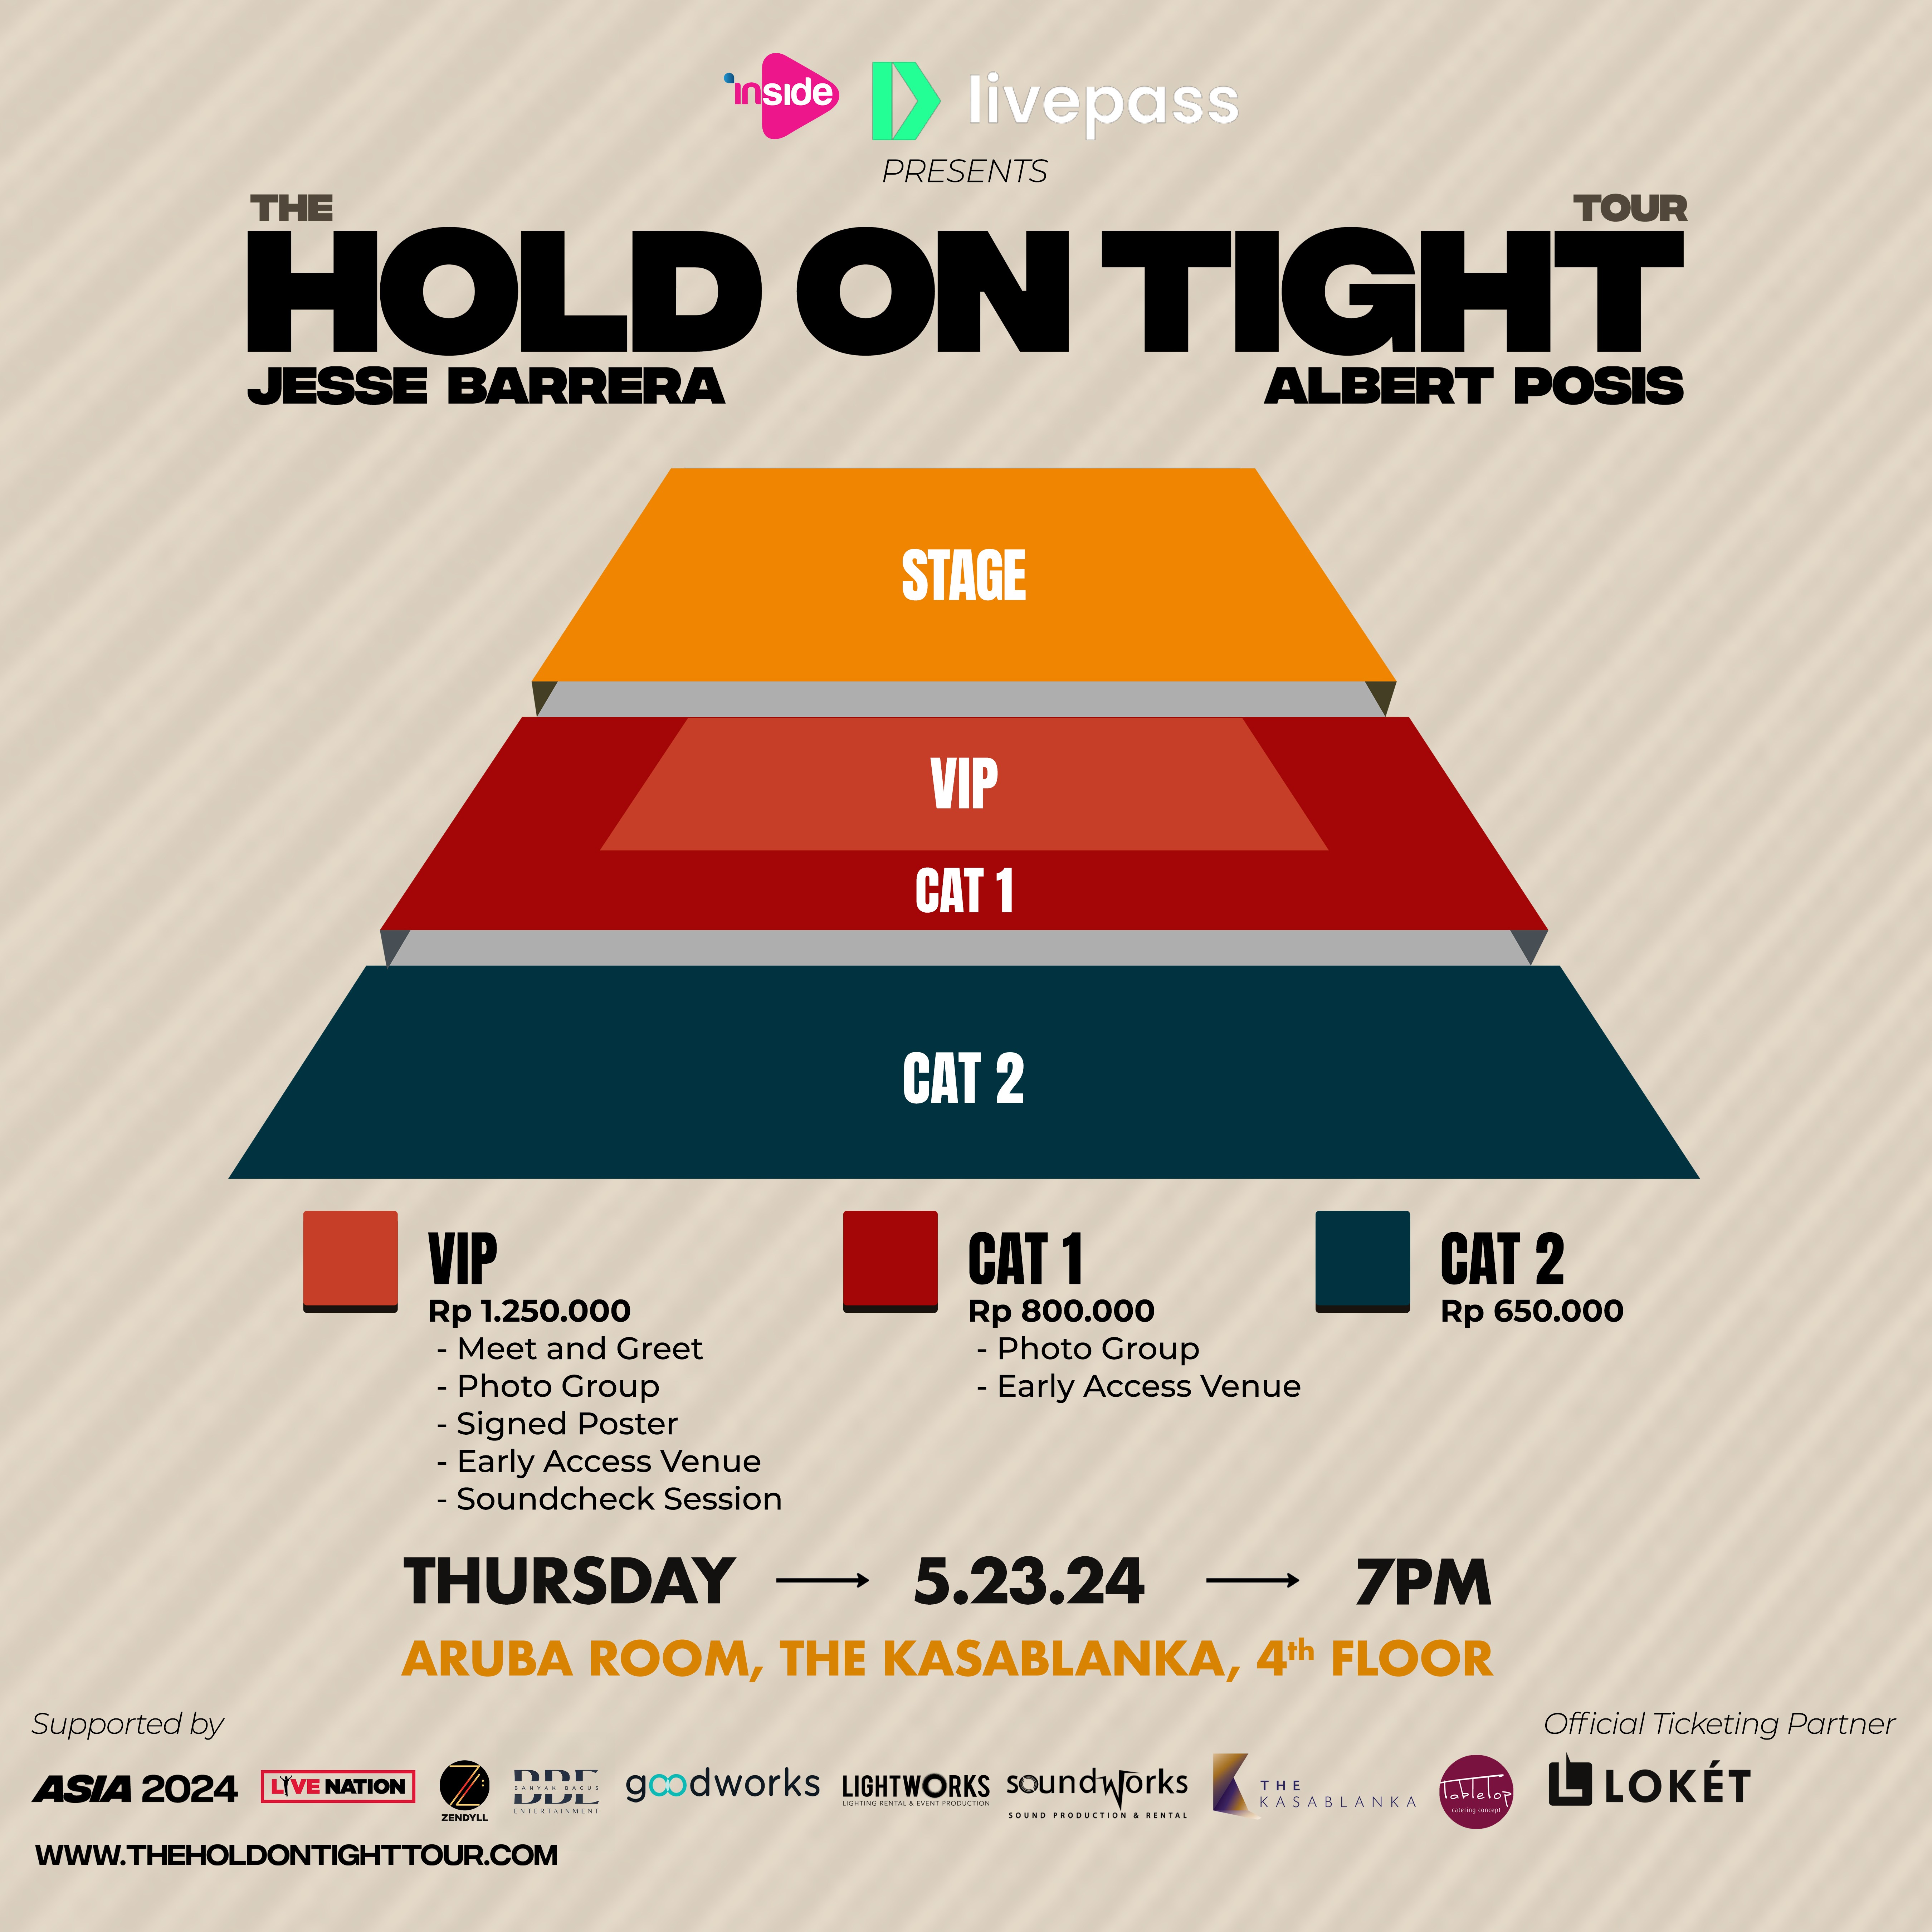 inside livepass
PRESENTS
THE TOUR
HOLD ON TIGHT
JESSE BARRERA ALBERT POSIS
STAGE
VIP
CAT 1
CAT 2
VIP
Rp 1.250.000
- Meet and Greet
- Photo Group
- Signed Poster
- Early Access Venue
- Soundcheck Session
CAT 1
Rp 800.000
- Photo Group
- Early Access Venue
CAT 2
Rp 650.000
THURSDAY → 5.23.24 → 7PM
ARUBA ROOM, THE KASABLANKA, 4th FLOOR
Supported by
ASIA 2024
LIVE NATION
ZENDYLL
BBE
BANYAK BAGUS
ENTERTAINMENT
goodworks
LIGHTWORKS
LIGHTING RENTAL & EVENT PRODUCTION
soundworks
SOUND PRODUCTION & RENTAL
THE
KASABLANKA
TableTop
catering concept
Official Ticketing Partner
LOKÉT
WWW.THEHOLDONTIGHTTOUR.COM